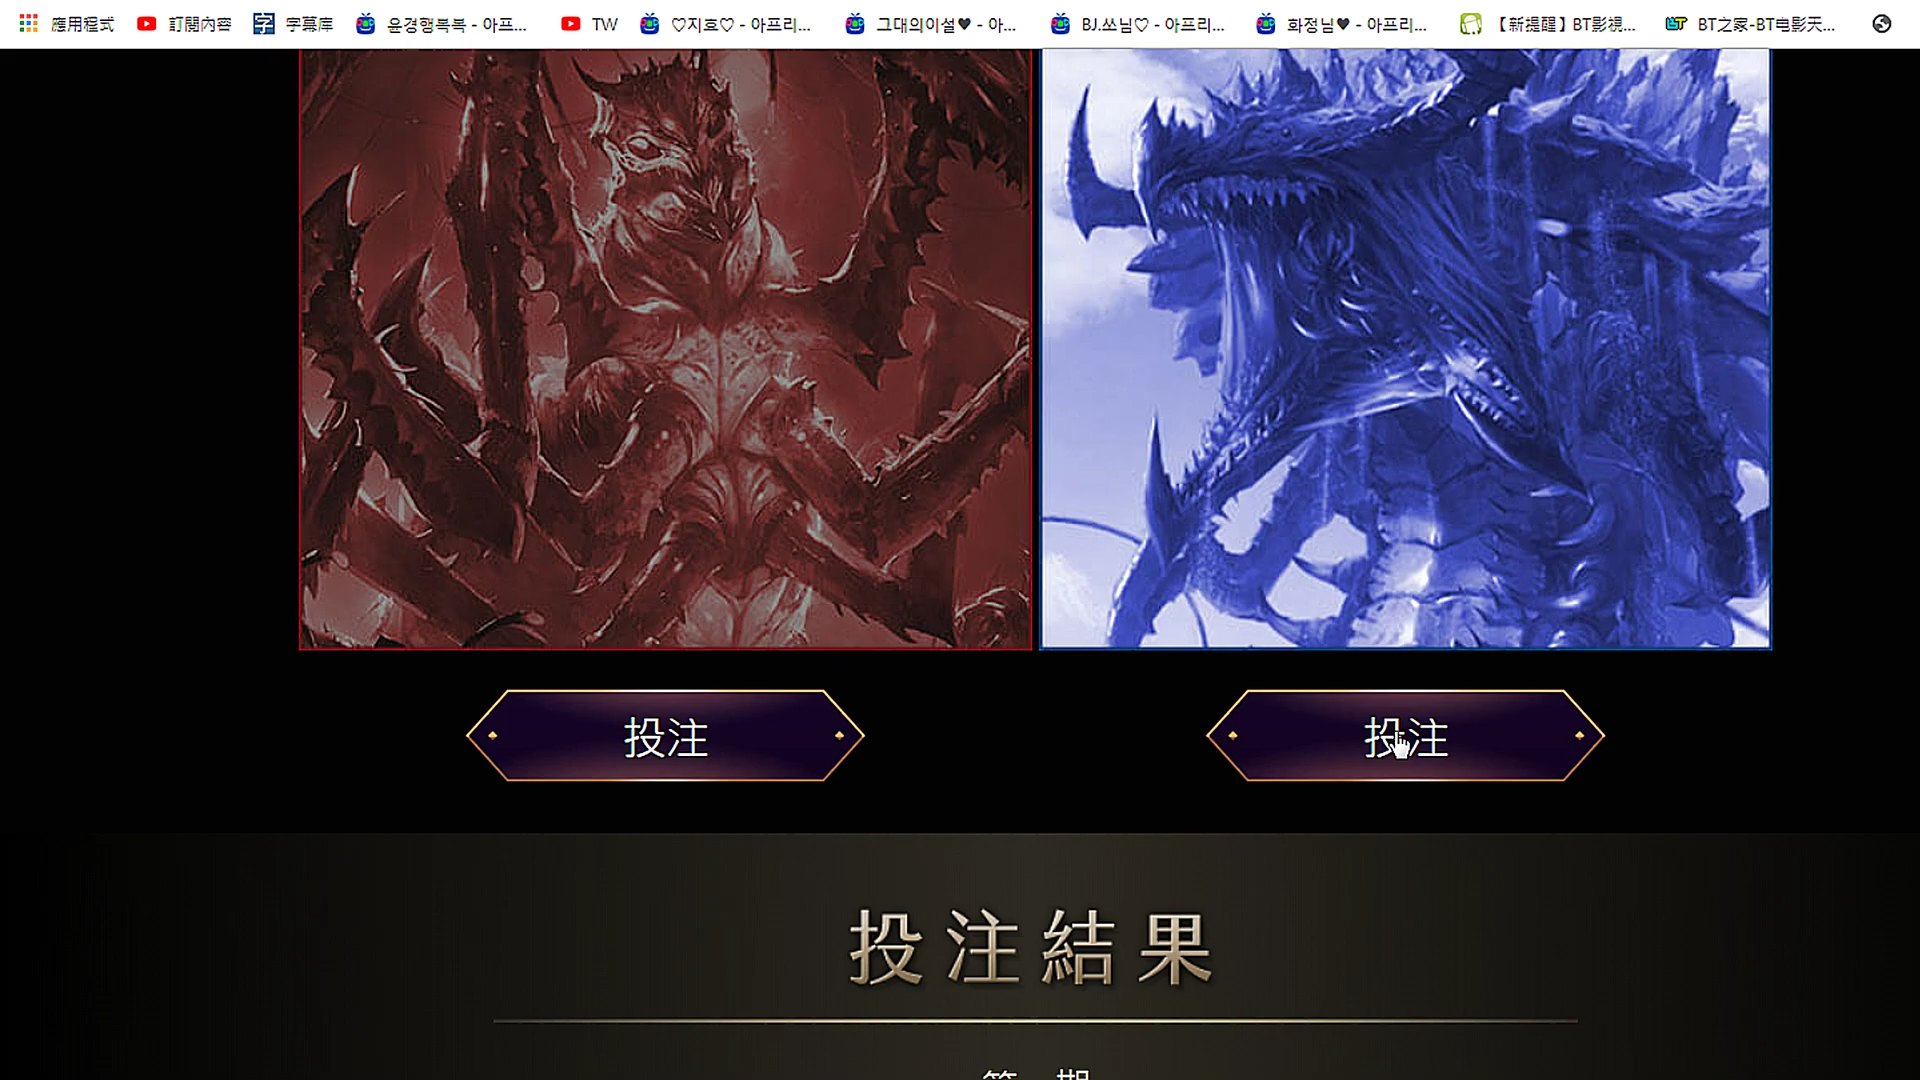 應用程式 訂閱內容 字幕庫 윤경행복복 - 아프... TW ♡지효♡ - 아프리... 그대의이설♥ - 아... BJ.쏘님♡ - 아프리... 화정님♥ - 아프리... 【新提醒】BT影視... BT之家-BT电影天...
投注 投注
投注結果